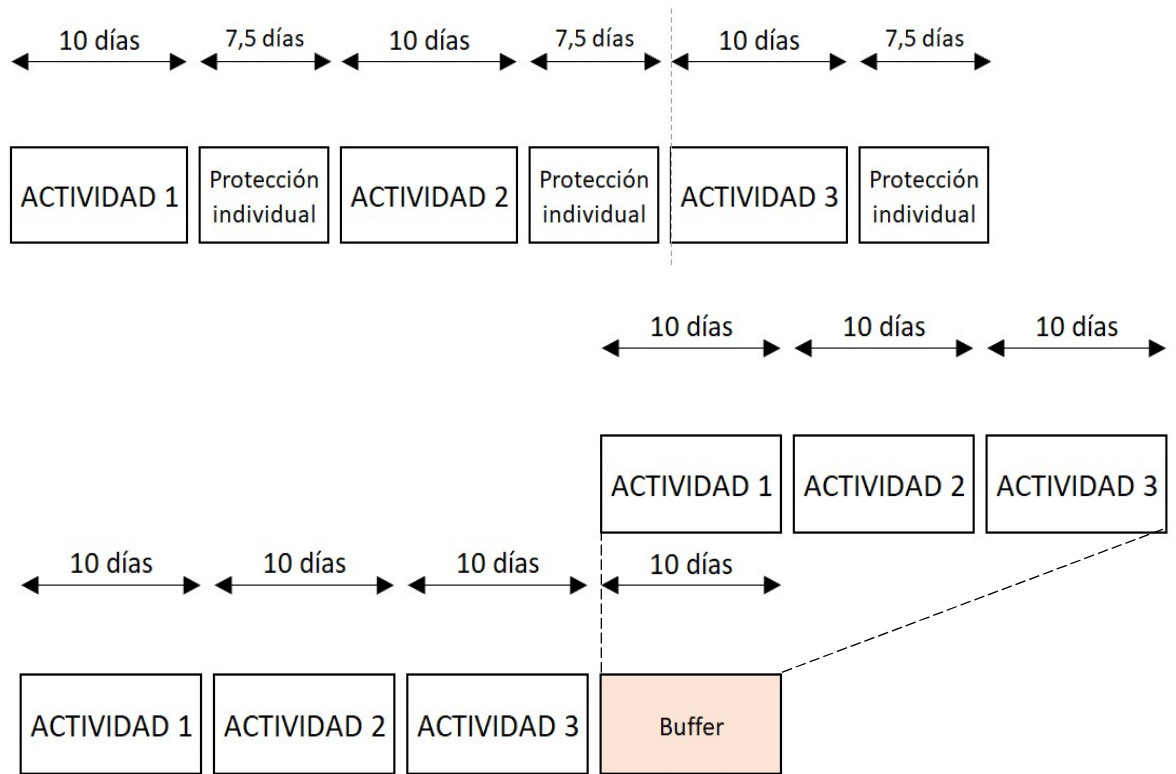 10 días 7,5 días 10 días 7,5 días 10 días 7,5 días
ACTIVIDAD 1 Protección individual ACTIVIDAD 2 Protección individual ACTIVIDAD 3 Protección individual
10 días 10 días 10 días
ACTIVIDAD 1 ACTIVIDAD 2 ACTIVIDAD 3
10 días 10 días 10 días 10 días
ACTIVIDAD 1 ACTIVIDAD 2 ACTIVIDAD 3 Buffer